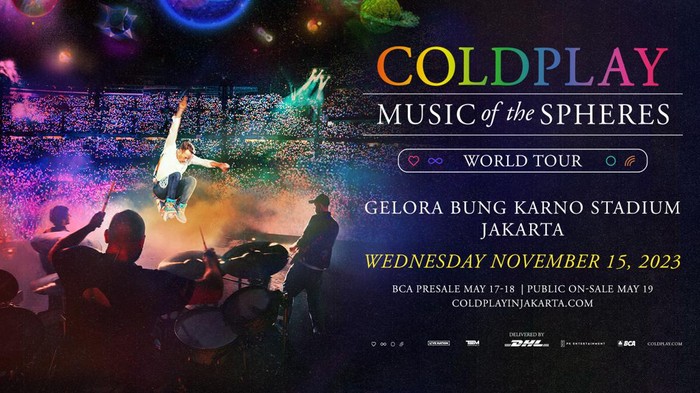 COLDPLAY
MUSIC of the SPHERES
WORLD TOUR
GELORA BUNG KARNO STADIUM
JAKARTA
WEDNESDAY NOVEMBER 15, 2023
BCA PRESALE MAY 17-18 | PUBLIC ON-SALE MAY 19
COLDPLAYINJAKARTA.COM
DELIVERED BY
TEM DHL PK ENTERTAINMENT BCA COLDPLAY.COM